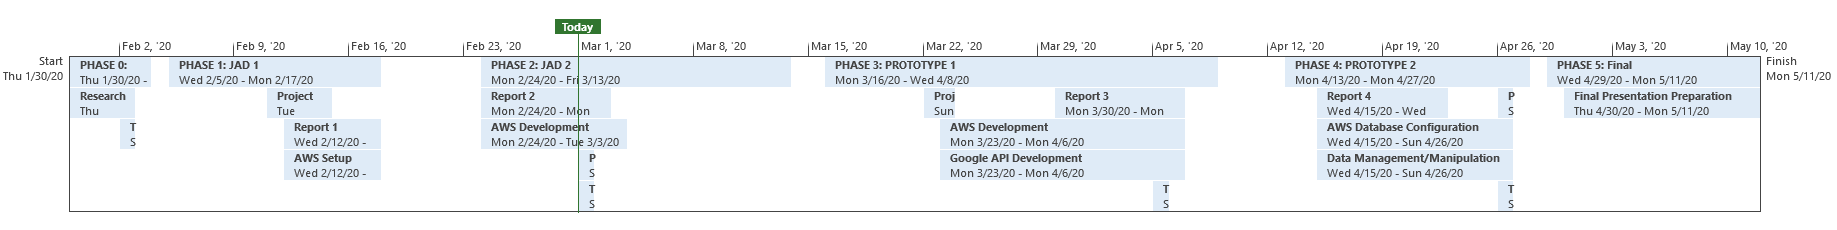 Today
Feb 2, '20 Feb 9, '20 Feb 16, '20 Feb 23, '20 Mar 1, '20 Mar 8, '20 Mar 15, '20 Mar 22, '20 Mar 29, '20 Apr 5, '20 Apr 12, '20 Apr 19, '20 Apr 26, '20 May 3, '20 May 10, '20
Start
Thu 1/30/20
PHASE 0: PHASE 1: JAD 1 PHASE 2: JAD 2 PHASE 3: PROTOTYPE 1 PHASE 4: PROTOTYPE 2 PHASE 5: Final
Thu 1/30/20 - Wed 2/5/20 - Mon 2/17/20 Mon 2/24/20 - Fri 3/13/20 Mon 3/16/20 - Wed 4/8/20 Mon 4/13/20 - Mon 4/27/20 Wed 4/29/20 - Mon 5/11/20
Finish
Mon 5/11/20
Research Project Report 2 Proj Report 3 Report 4 P Final Presentation Preparation
Thu Tue Mon 2/24/20 - Mon Sun Mon 3/30/20 - Mon Wed 4/15/20 - Wed S Thu 4/30/20 - Mon 5/11/20
T Report 1 AWS Development AWS Development AWS Database Configuration
S Wed 2/12/20 - Mon 2/24/20 - Tue 3/3/20 Mon 3/23/20 - Mon 4/6/20 Wed 4/15/20 - Sun 4/26/20
AWS Setup P Google API Development Data Management/Manipulation
Wed 2/12/20 - S Mon 3/23/20 - Mon 4/6/20 Wed 4/15/20 - Sun 4/26/20
T T T
S S S